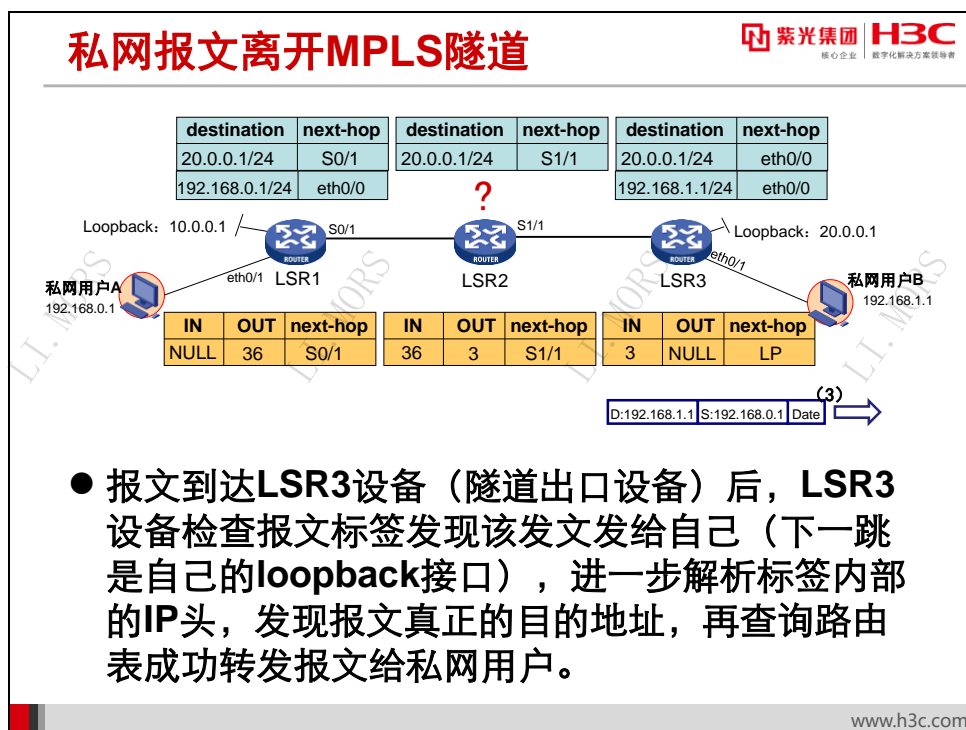 私网报文离开MPLS隧道
紫光集团 H3C
核心企业 数字化解决方案领导者
destination next-hop destination next-hop destination next-hop
20.0.0.1/24 S0/1 20.0.0.1/24 S1/1 20.0.0.1/24 eth0/0
192.168.0.1/24 eth0/0 ? 192.168.1.1/24 eth0/0
Loopback：10.0.0.1 S0/1 S1/1 Loopback：20.0.0.1
ROUTER ROUTER ROUTER
eth0/1 LSR1 LSR2 LSR3 eth0/1
私网用户A 私网用户B
192.168.0.1 192.168.1.1
IN OUT next-hop IN OUT next-hop IN OUT next-hop
NULL 36 S0/1 36 3 S1/1 3 NULL LP
LI. MORS LI. MORS LI. MORS LI. MORS
（3）
D:192.168.1.1 S:192.168.0.1 Date
● 报文到达LSR3设备（隧道出口设备）后，LSR3
设备检查报文标签发现该发文发给自己（下一跳
是自己的loopback接口），进一步解析标签内部
的IP头，发现报文真正的目的地址，再查询路由
表成功转发报文给私网用户。
www.h3c.com